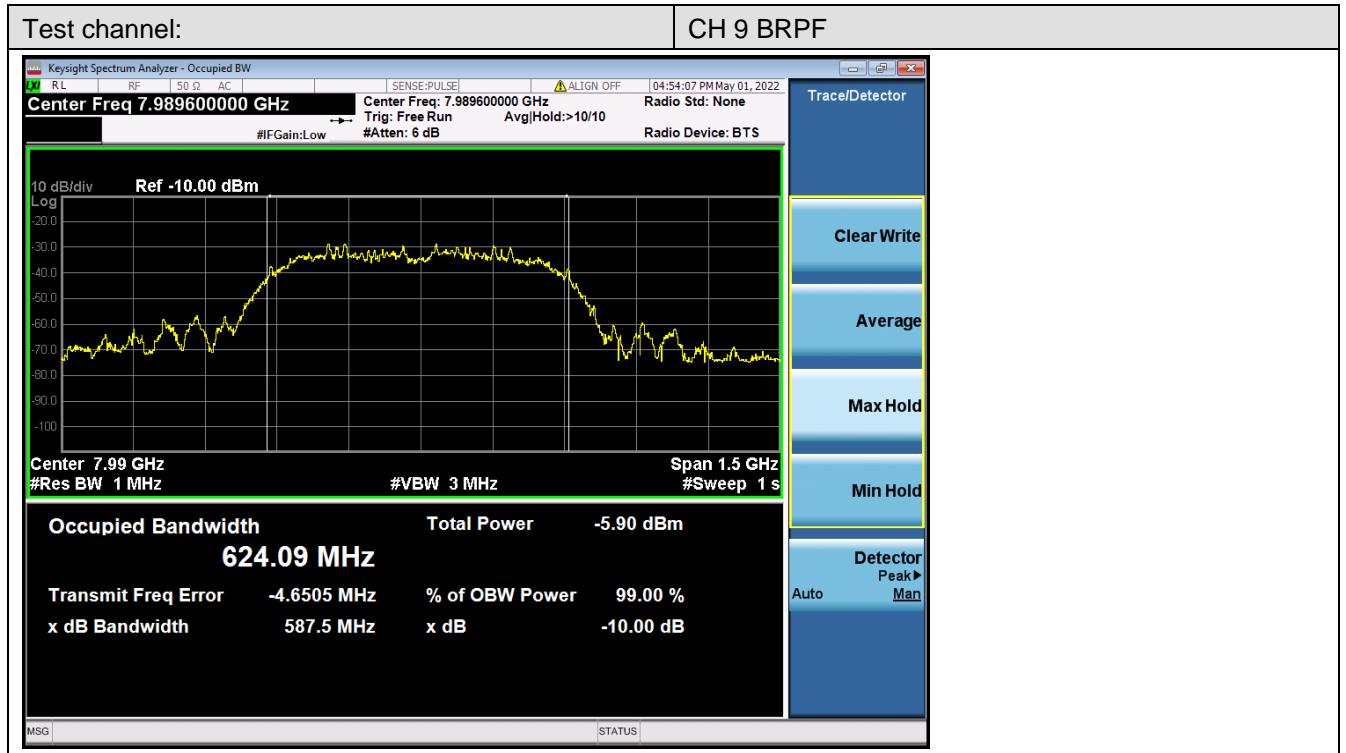 Test channel: CH 9 BRPF
Keysight Spectrum Analyzer - Occupied BW
LXI RL RF 50 Ω AC SENSE:PULSE ALIGN OFF 04:54:07 PM May 01, 2022
Center Freq 7.989600000 GHz
Center Freq: 7.989600000 GHz Radio Std: None
Trig: Free Run Avg|Hold:>10/10
#IFGain:Low #Atten: 6 dB Radio Device: BTS
Trace/Detector
10 dB/div Ref -10.00 dBm
Log
-20.0
-30.0
-40.0
-50.0
-60.0
-70.0
-80.0
-90.0
-100
Center 7.99 GHz Span 1.5 GHz
#Res BW 1 MHz #VBW 3 MHz #Sweep 1 s
Clear Write
Average
Max Hold
Min Hold
Detector
Peak▶
Auto Man
Occupied Bandwidth Total Power -5.90 dBm
624.09 MHz
Transmit Freq Error -4.6505 MHz % of OBW Power 99.00 %
x dB Bandwidth 587.5 MHz x dB -10.00 dB
MSG STATUS